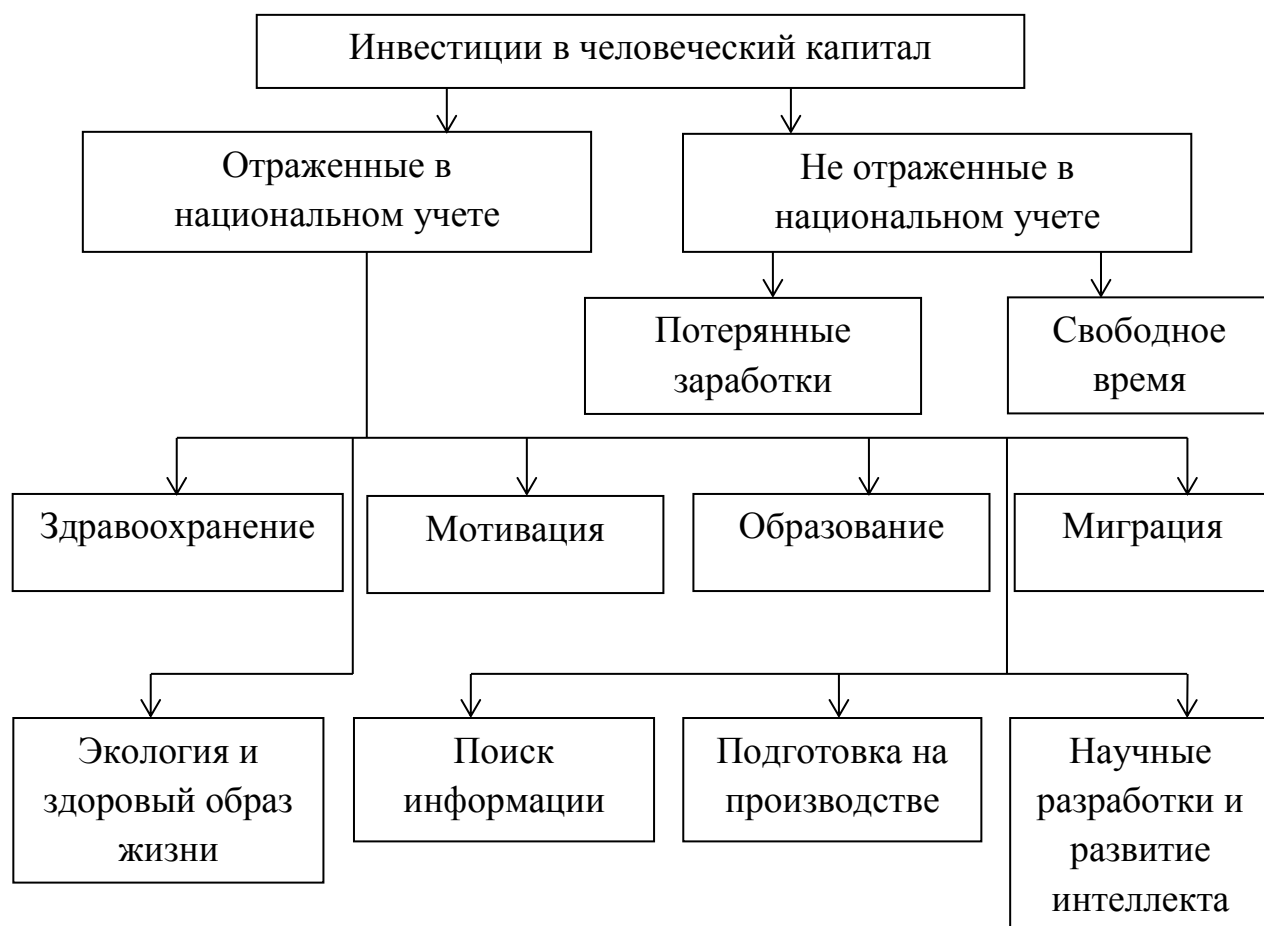 Инвестиции в человеческий капитал
Отраженные в
национальном учете
Не отраженные в
национальном учете
Потерянные
заработки
Свободное
время
Здравоохранение
Мотивация
Образование
Миграция
Экология и
здоровый образ
жизни
Поиск
информации
Подготовка на
производстве
Научные
разработки и
развитие
интеллекта